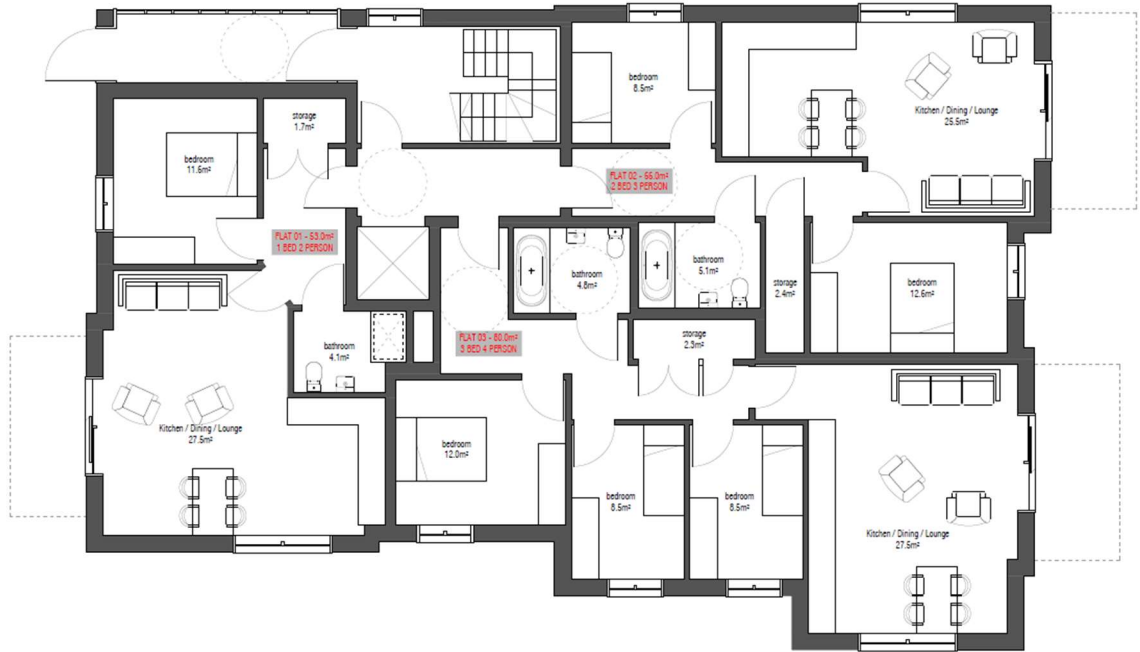 bedroom
8.5m²
Kitchen / Dining / Lounge
25.5m²
storage
1.7m²
bedroom
11.5m²
FLAT 02 - 66.0m²
2 BED 3 PERSON
FLAT 01 - 53.0m²
1 BED 2 PERSON
bathroom
4.8m²
bathroom
5.1m²
storage
2.4m²
bedroom
12.6m²
FLAT 03 - 80.0m²
3 BED 4 PERSON
storage
2.3m²
bathroom
4.1m²
Kitchen / Dining / Lounge
27.5m²
bedroom
12.0m²
bedroom
8.5m²
bedroom
8.5m²
Kitchen / Dining / Lounge
27.5m²